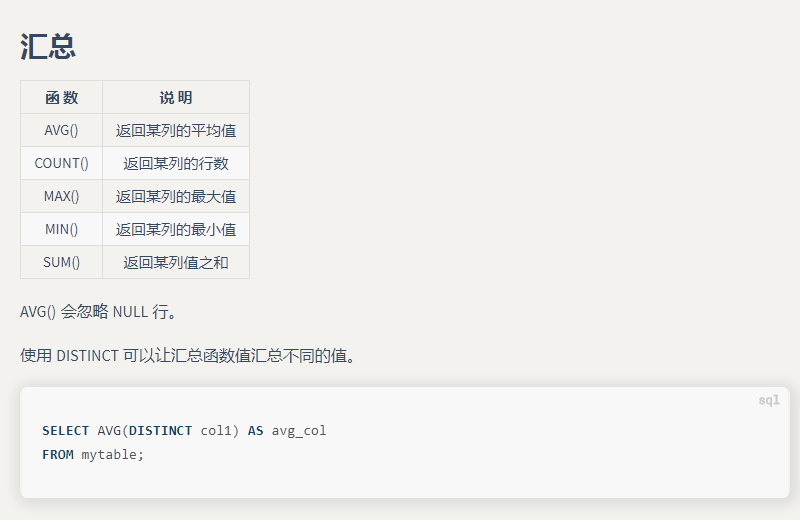 汇总
函数 说明
AVG() 返回某列的平均值
COUNT() 返回某列的行数
MAX() 返回某列的最大值
MIN() 返回某列的最小值
SUM() 返回某列值之和
AVG() 会忽略 NULL 行。
使用 DISTINCT 可以让汇总函数值汇总不同的值。
sql
SELECT AVG(DISTINCT col1) AS avg_col
FROM mytable;